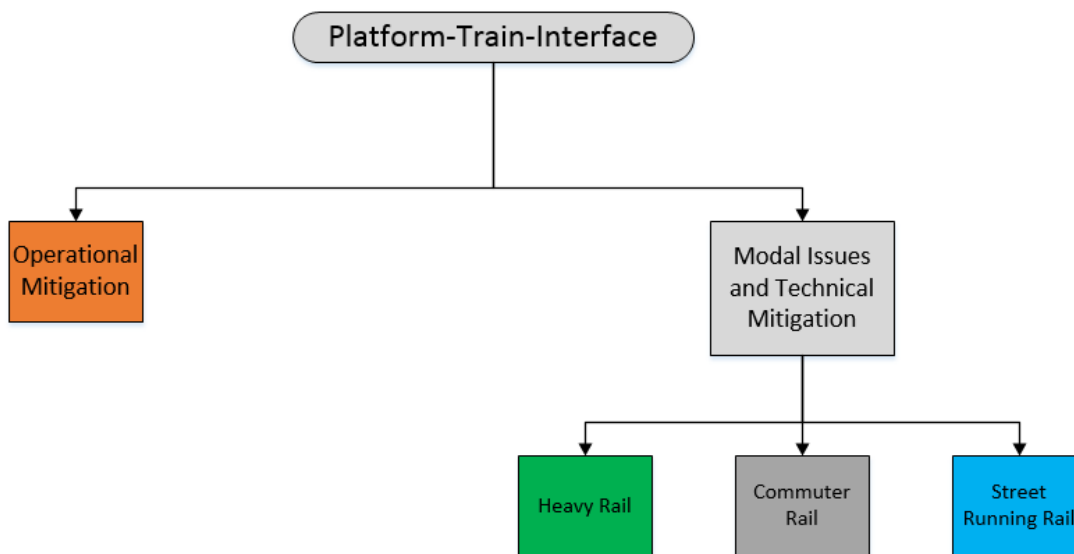 Platform-Train-Interface
Operational
Mitigation
Modal Issues
and Technical
Mitigation
Heavy Rail
Commuter
Rail
Street
Running Rail